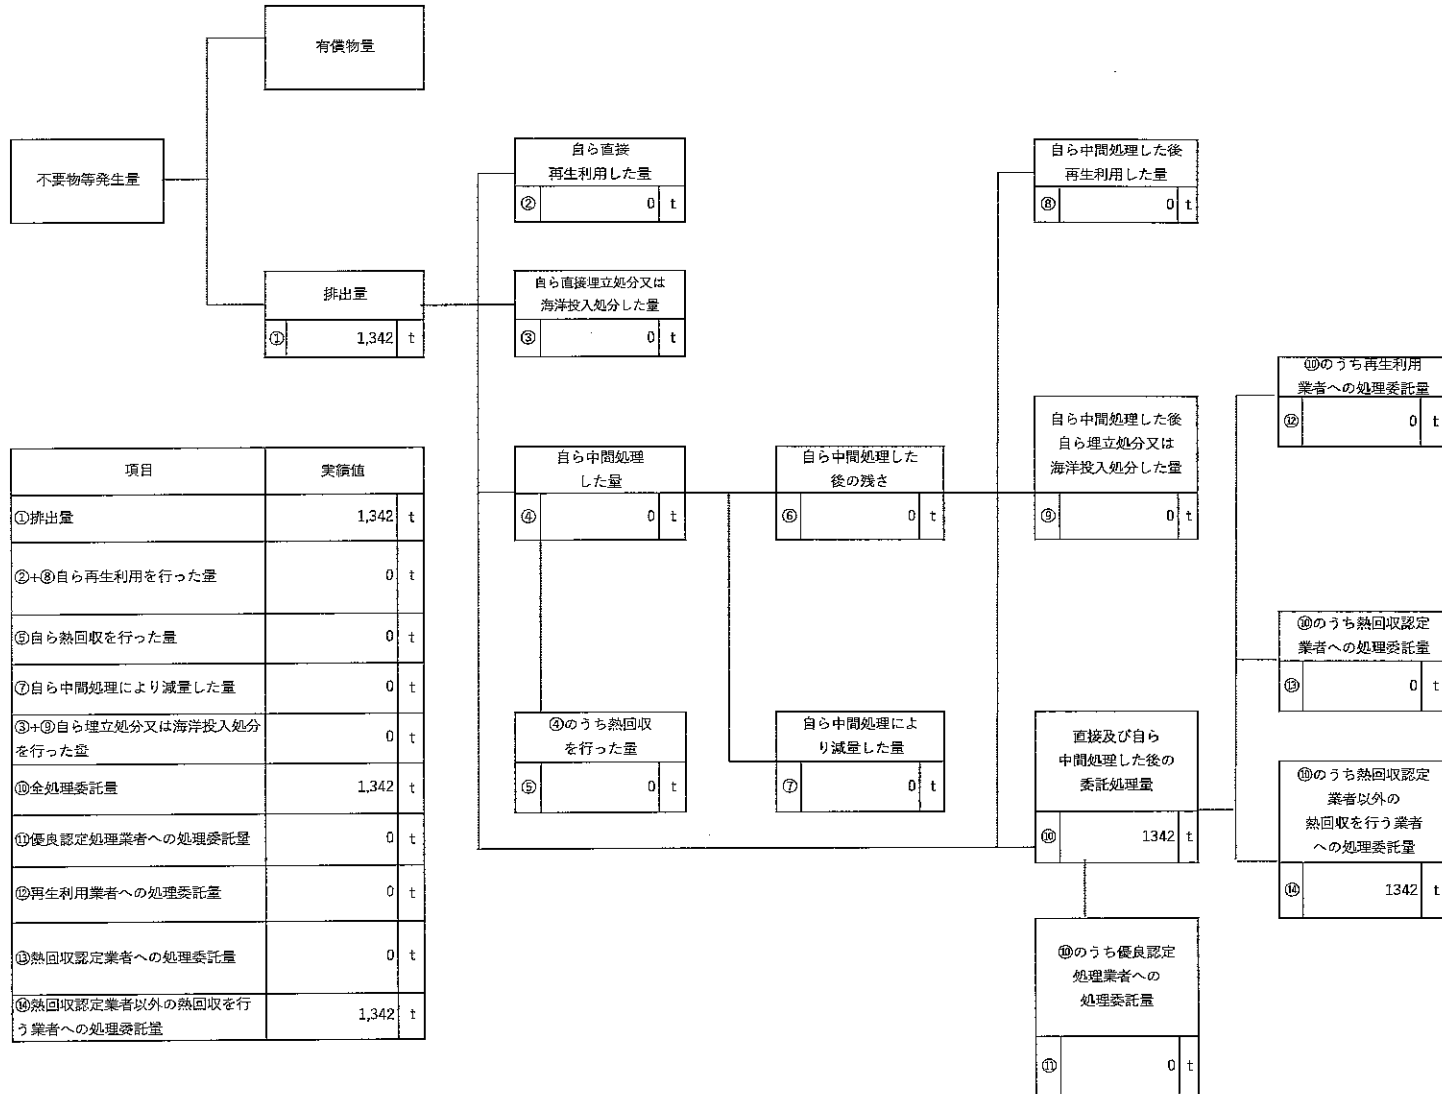 有償物量
不要物等発生量
排出量
① 1,342 t
自ら直接
再生利用した量
② 0 t
自ら直接埋立処分又は
海洋投入処分した量
③ 0 t
自ら中間処理
した量
④ 0 t
④のうち熱回収
を行った量
⑤ 0 t
自ら中間処理した
後の残さ
⑥ 0 t
自ら中間処理によ
り減量した量
⑦ 0 t
自ら中間処理した後
再生利用した量
⑧ 0 t
自ら中間処理した後
自ら埋立処分又は
海洋投入処分した量
⑨ 0 t
直接及び自ら
中間処理した後の
委託処理量
⑩ 1342 t
⑩のうち優良認定
処理業者への
処理委託量
⑪ 0 t
⑩のうち再生利用
業者への処理委託量
⑫ 0 t
⑩のうち熱回収認定
業者への処理委託量
⑬ 0 t
⑩のうち熱回収認定
業者以外の
熱回収を行う業者
への処理委託量
⑭ 1342 t
項目 実績値
①排出量 1,342 t
②+⑧自ら再生利用を行った量 0 t
⑤自ら熱回収を行った量 0 t
⑦自ら中間処理により減量した量 0 t
③+⑨自ら埋立処分又は海洋投入処分
を行った量 0 t
⑩全処理委託量 1,342 t
⑪優良認定処理業者への処理委託量 0 t
⑫再生利用業者への処理委託量 0 t
⑬熱回収認定業者への処理委託量 0 t
⑭熱回収認定業者以外の熱回収を行
う業者への処理委託量 1,342 t